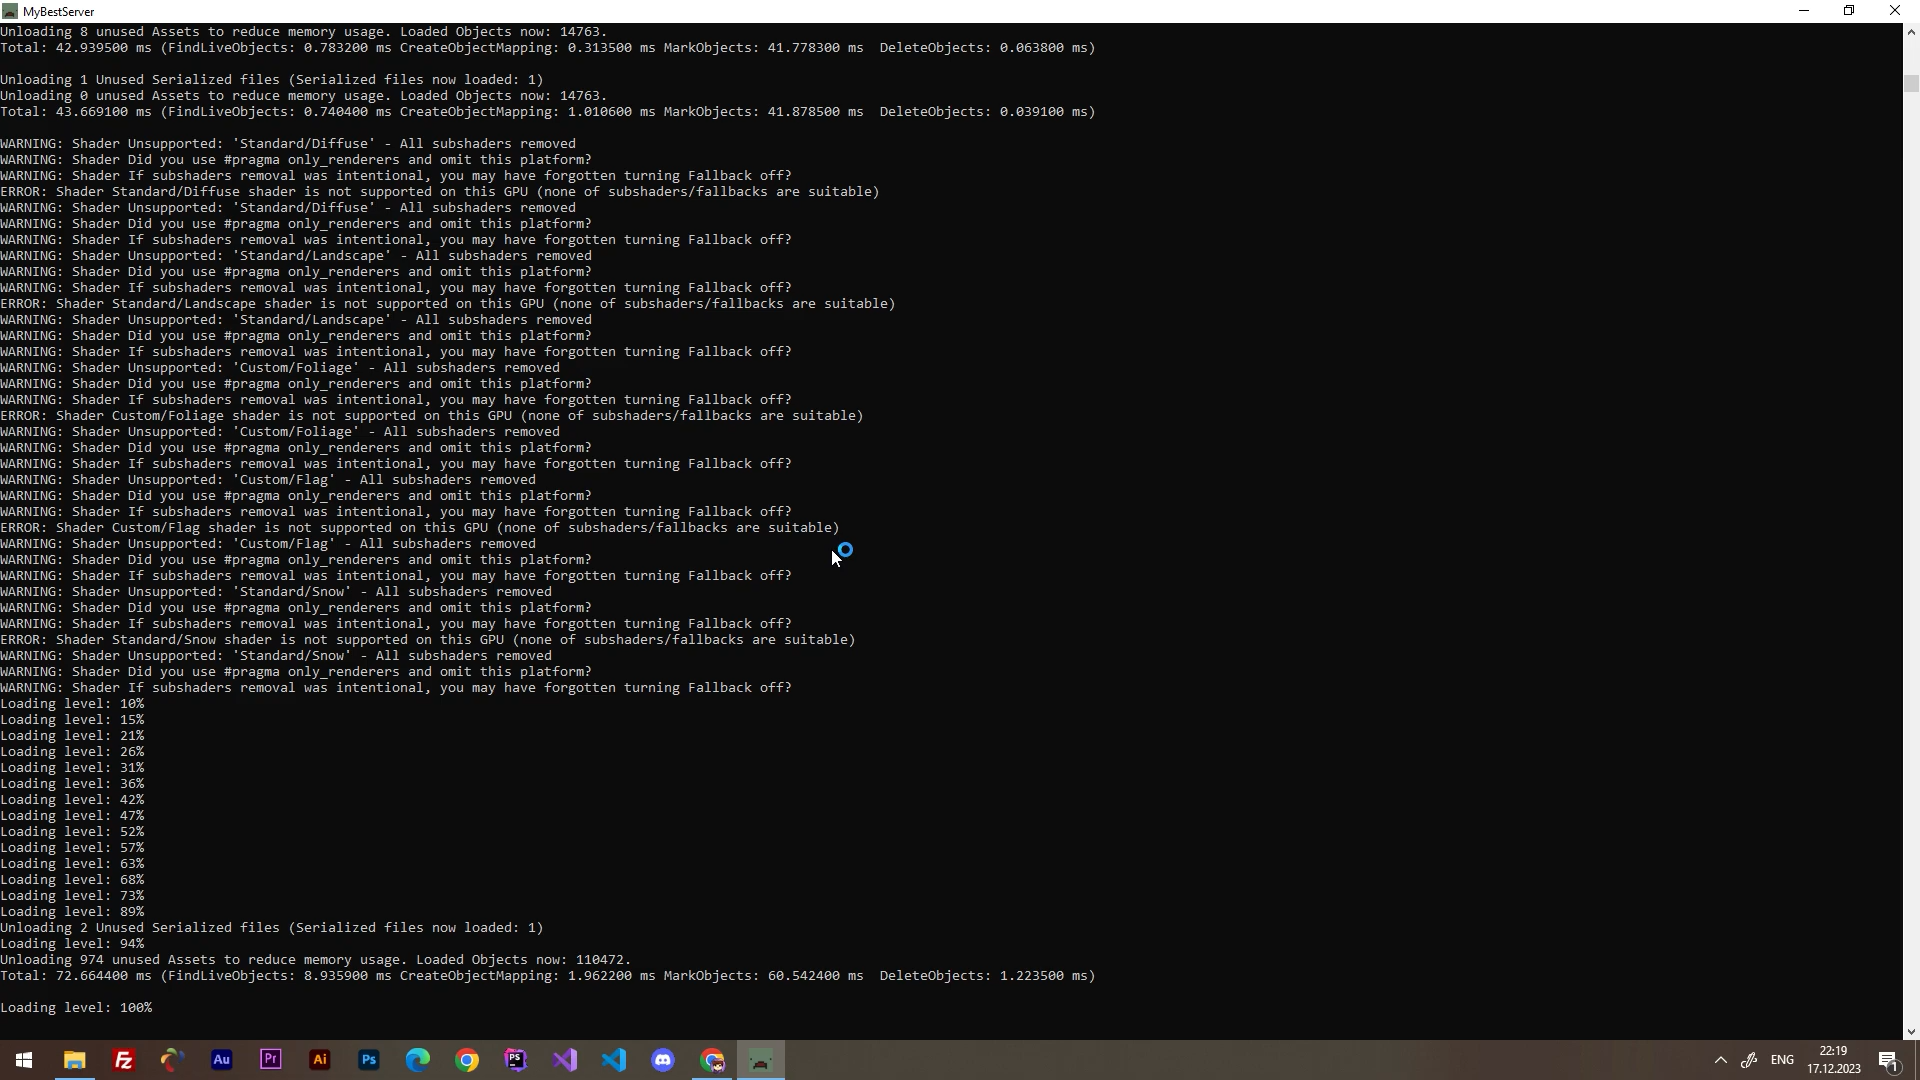 MyBestServer
Unloading 8 unused Assets to reduce memory usage. Loaded Objects now: 14763.
Total: 42.939500 ms (FindLiveObjects: 0.783200 ms CreateObjectMapping: 0.313500 ms MarkObjects: 41.778300 ms  DeleteObjects: 0.063800 ms)
Unloading 1 Unused Serialized files (Serialized files now loaded: 1)
Unloading 0 unused Assets to reduce memory usage. Loaded Objects now: 14763.
Total: 43.669100 ms (FindLiveObjects: 0.740400 ms CreateObjectMapping: 1.010600 ms MarkObjects: 41.878500 ms  DeleteObjects: 0.039100 ms)
WARNING: Shader Unsupported: 'Standard/Diffuse' - All subshaders removed
WARNING: Shader Did you use #pragma only_renderers and omit this platform?
WARNING: Shader If subshaders removal was intentional, you may have forgotten turning Fallback off?
ERROR: Shader Standard/Diffuse shader is not supported on this GPU (none of subshaders/fallbacks are suitable)
WARNING: Shader Unsupported: 'Standard/Diffuse' - All subshaders removed
WARNING: Shader Did you use #pragma only_renderers and omit this platform?
WARNING: Shader If subshaders removal was intentional, you may have forgotten turning Fallback off?
WARNING: Shader Unsupported: 'Standard/Landscape' - All subshaders removed
WARNING: Shader Did you use #pragma only_renderers and omit this platform?
WARNING: Shader If subshaders removal was intentional, you may have forgotten turning Fallback off?
ERROR: Shader Standard/Landscape shader is not supported on this GPU (none of subshaders/fallbacks are suitable)
WARNING: Shader Unsupported: 'Standard/Landscape' - All subshaders removed
WARNING: Shader Did you use #pragma only_renderers and omit this platform?
WARNING: Shader If subshaders removal was intentional, you may have forgotten turning Fallback off?
WARNING: Shader Unsupported: 'Custom/Foliage' - All subshaders removed
WARNING: Shader Did you use #pragma only_renderers and omit this platform?
WARNING: Shader If subshaders removal was intentional, you may have forgotten turning Fallback off?
ERROR: Shader Custom/Foliage shader is not supported on this GPU (none of subshaders/fallbacks are suitable)
WARNING: Shader Unsupported: 'Custom/Foliage' - All subshaders removed
WARNING: Shader Did you use #pragma only_renderers and omit this platform?
WARNING: Shader If subshaders removal was intentional, you may have forgotten turning Fallback off?
WARNING: Shader Unsupported: 'Custom/Flag' - All subshaders removed
WARNING: Shader Did you use #pragma only_renderers and omit this platform?
WARNING: Shader If subshaders removal was intentional, you may have forgotten turning Fallback off?
ERROR: Shader Custom/Flag shader is not supported on this GPU (none of subshaders/fallbacks are suitable)
WARNING: Shader Unsupported: 'Custom/Flag' - All subshaders removed
WARNING: Shader Did you use #pragma only_renderers and omit this platform?
WARNING: Shader If subshaders removal was intentional, you may have forgotten turning Fallback off?
WARNING: Shader Unsupported: 'Standard/Snow' - All subshaders removed
WARNING: Shader Did you use #pragma only_renderers and omit this platform?
WARNING: Shader If subshaders removal was intentional, you may have forgotten turning Fallback off?
ERROR: Shader Standard/Snow shader is not supported on this GPU (none of subshaders/fallbacks are suitable)
WARNING: Shader Unsupported: 'Standard/Snow' - All subshaders removed
WARNING: Shader Did you use #pragma only_renderers and omit this platform?
WARNING: Shader If subshaders removal was intentional, you may have forgotten turning Fallback off?
Loading level: 10%
Loading level: 15%
Loading level: 21%
Loading level: 26%
Loading level: 31%
Loading level: 36%
Loading level: 42%
Loading level: 47%
Loading level: 52%
Loading level: 57%
Loading level: 63%
Loading level: 68%
Loading level: 73%
Loading level: 89%
Unloading 2 Unused Serialized files (Serialized files now loaded: 1)
Loading level: 94%
Unloading 974 unused Assets to reduce memory usage. Loaded Objects now: 110472.
Total: 72.664400 ms (FindLiveObjects: 8.935900 ms CreateObjectMapping: 1.962200 ms MarkObjects: 60.542400 ms  DeleteObjects: 1.223500 ms)
Loading level: 100%
Fz Au Pr Ai Ps PS ENG 22:19 1
17.12.2023